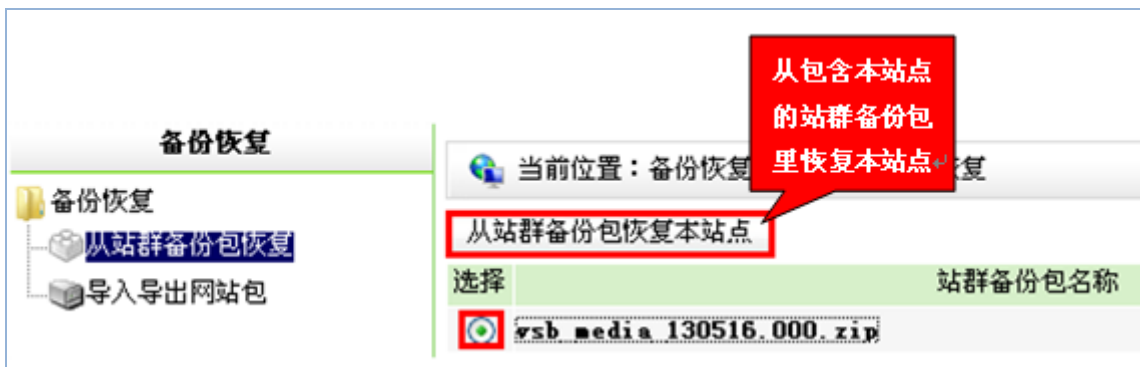 从包含本站点
的站群备份包
里恢复本站点
备份恢复
当前位置：备份恢复
复
备份恢复
从站群备份包恢复
导入导出网站包
从站群备份包恢复本站点
选择
站群备份包名称
vsb_media_130516.000.zip